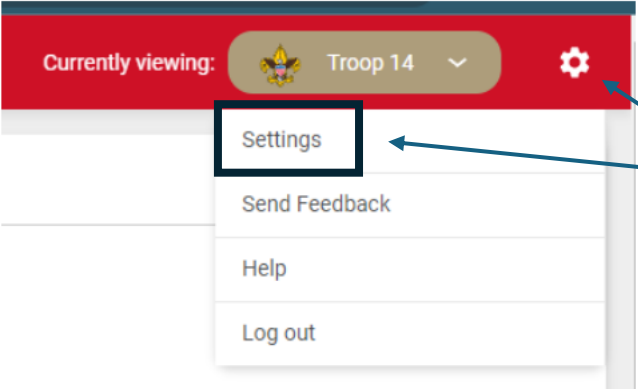 Currently viewing: Troop 14
Settings
Send Feedback
Help
Log out